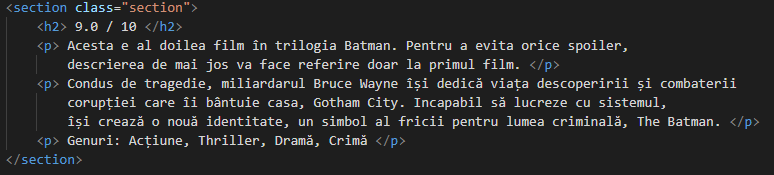 <section class="section">
<h2> 9.0 / 10 </h2>
<p> Acesta e al doilea film în trilogia Batman. Pentru a evita orice spoiler,
descrierea de mai jos va face referire doar la primul film. </p>
<p> Condus de tragedie, miliardarul Bruce Wayne își dedică viața descoperirii și combaterii
corupției care îi bântuie casa, Gotham City. Incapabil să lucreze cu sistemul,
își crează o nouă identitate, un simbol al fricii pentru lumea criminală, The Batman. </p>
<p> Genuri: Acțiune, Thriller, Dramă, Crimă </p>
</section>